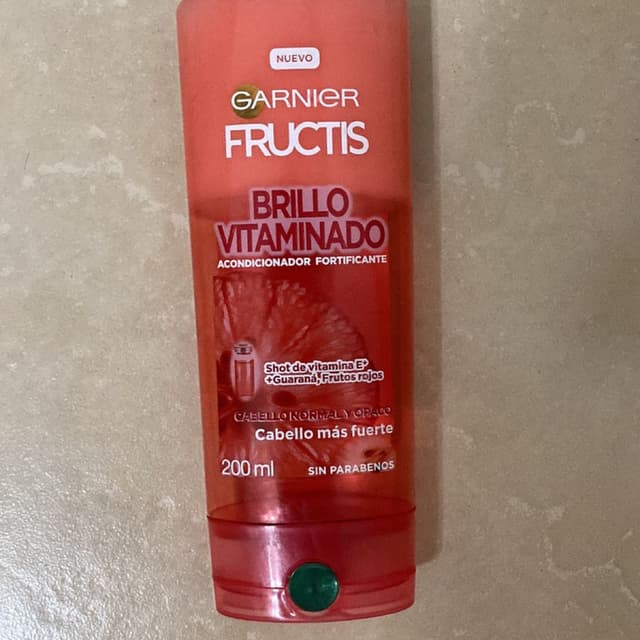 NUEVO
GARNIER
FRUCTIS
BRILLO
VITAMINADO
ACONDICIONADOR FORTIFICANTE
Shot de vitamina E*
+Guaraná, Frutos rojos
CABELLO NORMAL Y OPACO
Cabello más fuerte
200 ml
SIN PARABENOS